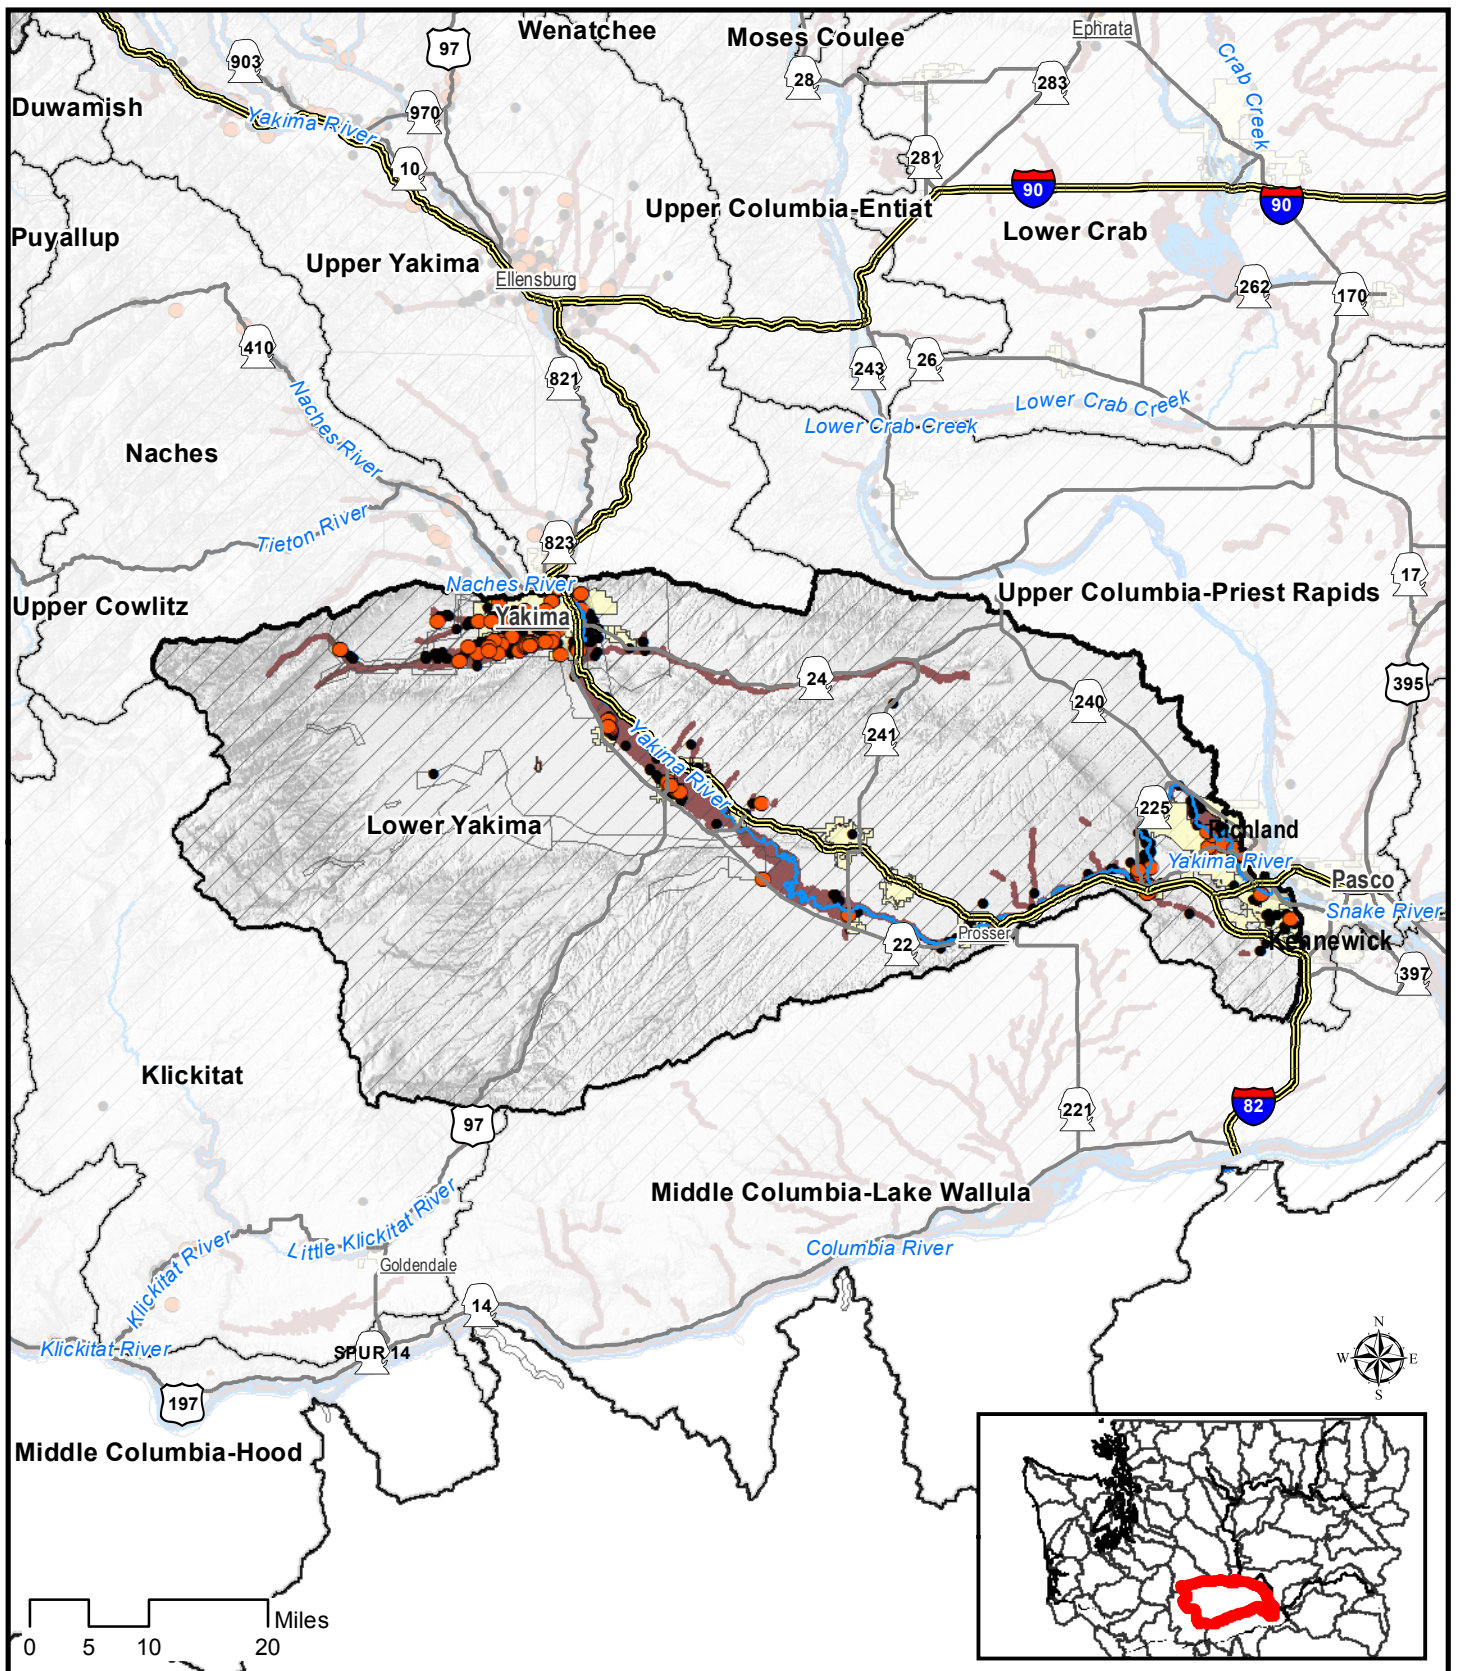 Wenatchee
Moses Coulee
Ephrata
97
903
28
283
Crab Creek
Duwamish
970
Yakima River
10
281
90
90
Upper Columbia-Entiat
Lower Crab
Puyallup
Upper Yakima
Ellensburg
262
170
410
821
243
26
Naches River
Lower Crab Creek
Lower Crab Creek
Naches
Tieton River
823
17
Naches River
Upper Cowlitz
Upper Columbia-Priest Rapids
Yakima
24
395
240
241
Yakima River
225
Lower Yakima
Richland
Yakima River
Pasco
Snake River
Prosser
22
Kennewick
397
Klickitat
97
221
82
Middle Columbia-Lake Wallula
Little Klickitat River
Klickitat River
Columbia River
Goldendale
14
Klickitat River
SPUR 14
197
N
W
E
S
Middle Columbia-Hood
Miles
0
5
10
20